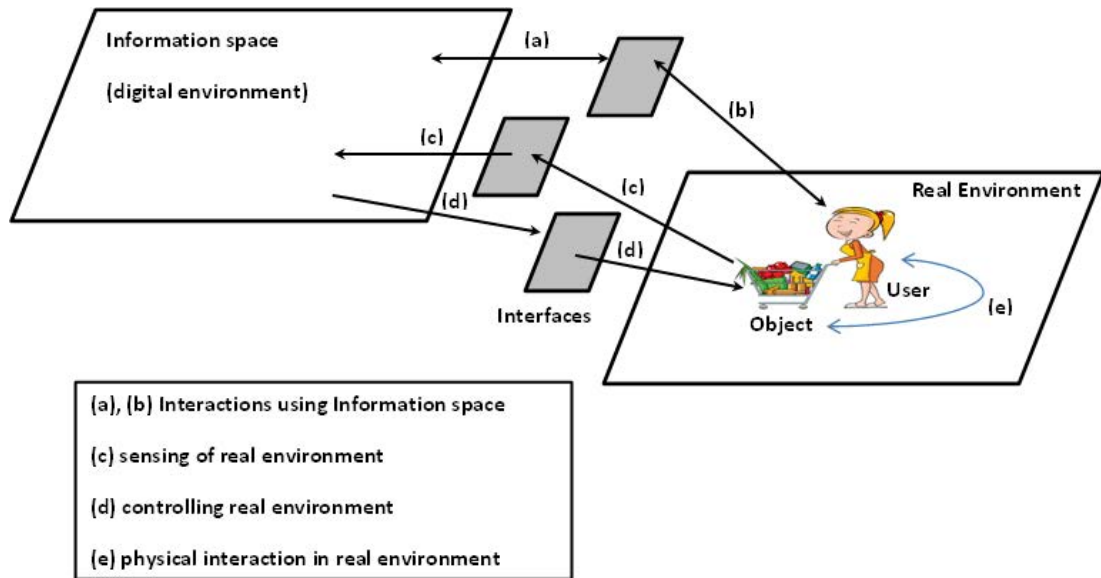 Information space
(digital environment)
(a)
(b)
(c)
(c)
(d)
(d)
Interfaces
Real Environment
User
Object
(e)
(a), (b) Interactions using Information space
(c) sensing of real environment
(d) controlling real environment
(e) physical interaction in real environment